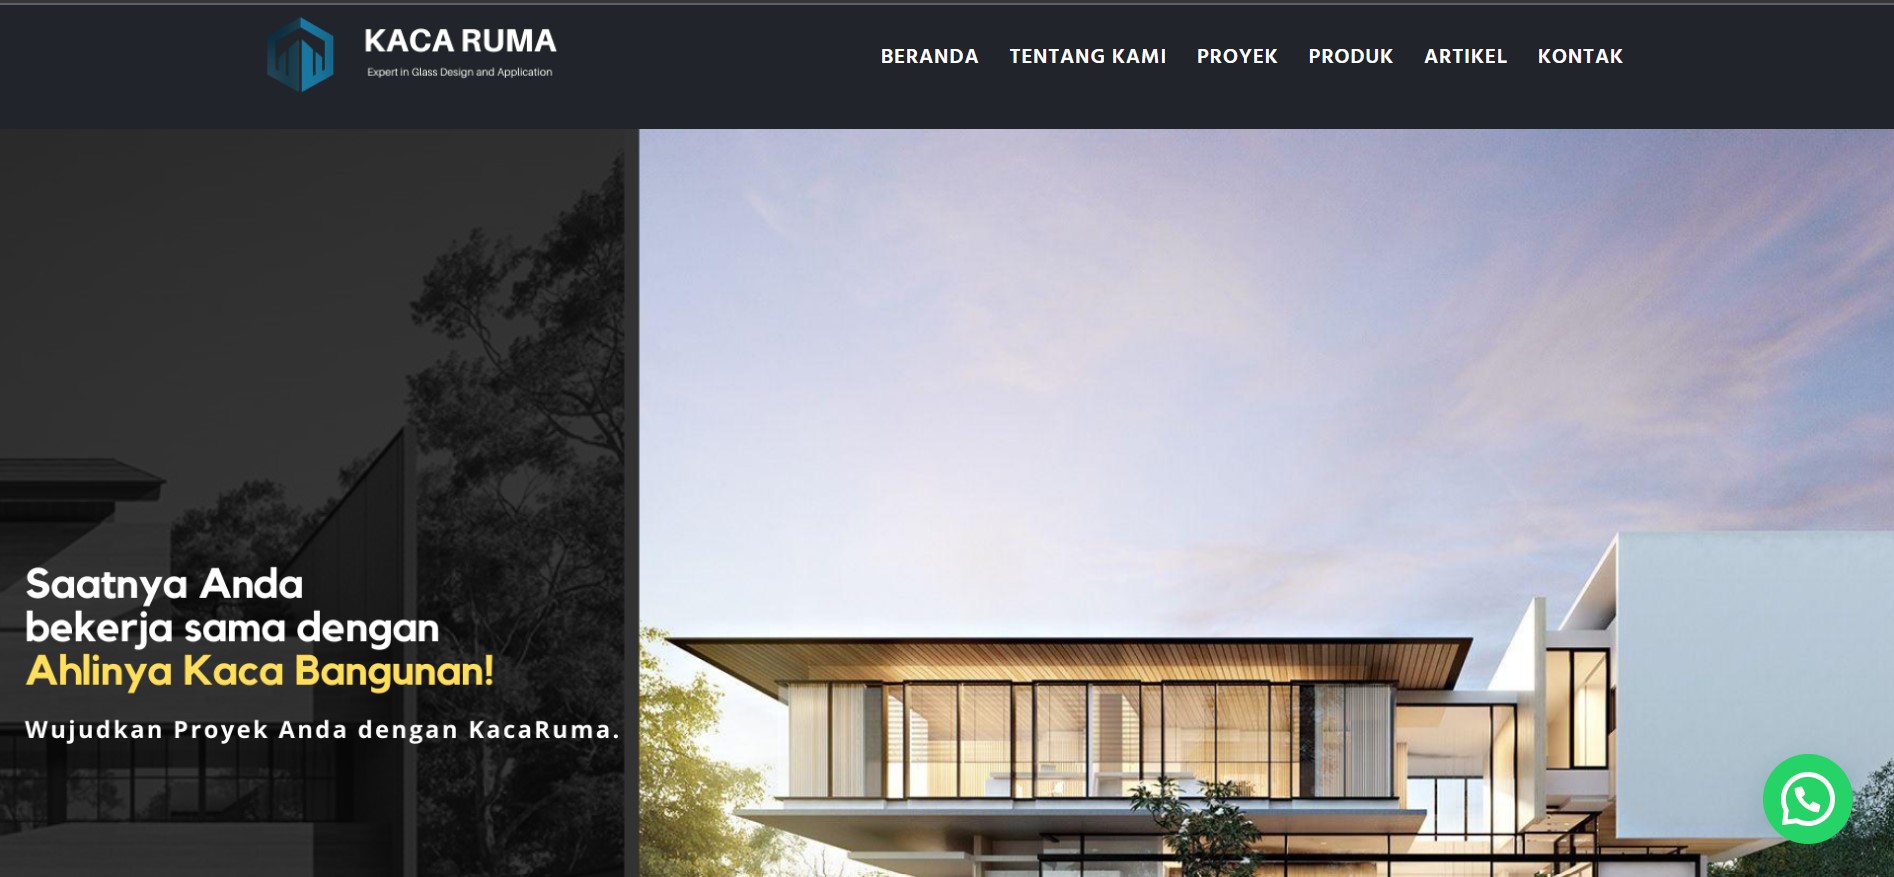 KACA RUMA
Expert in Glass Design and Application
BERANDA TENTANG KAMI PROYEK PRODUK ARTIKEL KONTAK
Saatnya Anda
bekerja sama dengan
Ahlinya Kaca Bangunan!
Wujudkan Proyek Anda dengan KacaRuma.